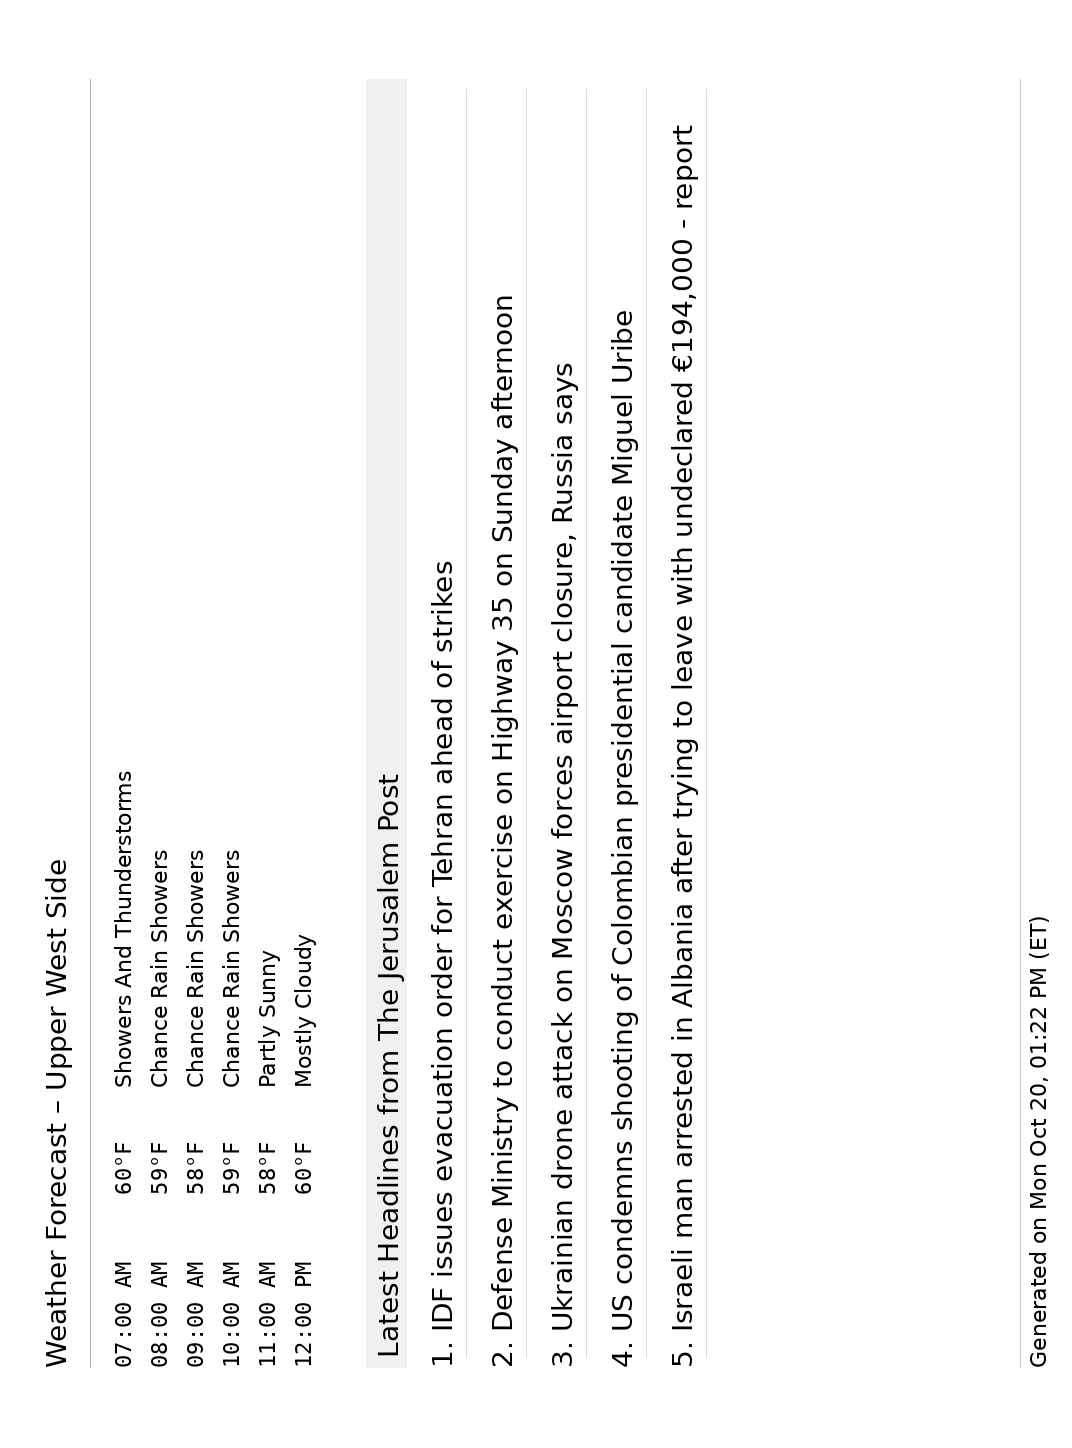 Weather Forecast – Upper West Side
07:00 AM 60°F Showers And Thunderstorms
08:00 AM 59°F Chance Rain Showers
09:00 AM 58°F Chance Rain Showers
10:00 AM 59°F Chance Rain Showers
11:00 AM 58°F Partly Sunny
12:00 PM 60°F Mostly Cloudy
Latest Headlines from The Jerusalem Post
1. IDF issues evacuation order for Tehran ahead of strikes
2. Defense Ministry to conduct exercise on Highway 35 on Sunday afternoon
3. Ukrainian drone attack on Moscow forces airport closure, Russia says
4. US condemns shooting of Colombian presidential candidate Miguel Uribe
5. Israeli man arrested in Albania after trying to leave with undeclared €194,000 - report
Generated on Mon Oct 20, 01:22 PM (ET)